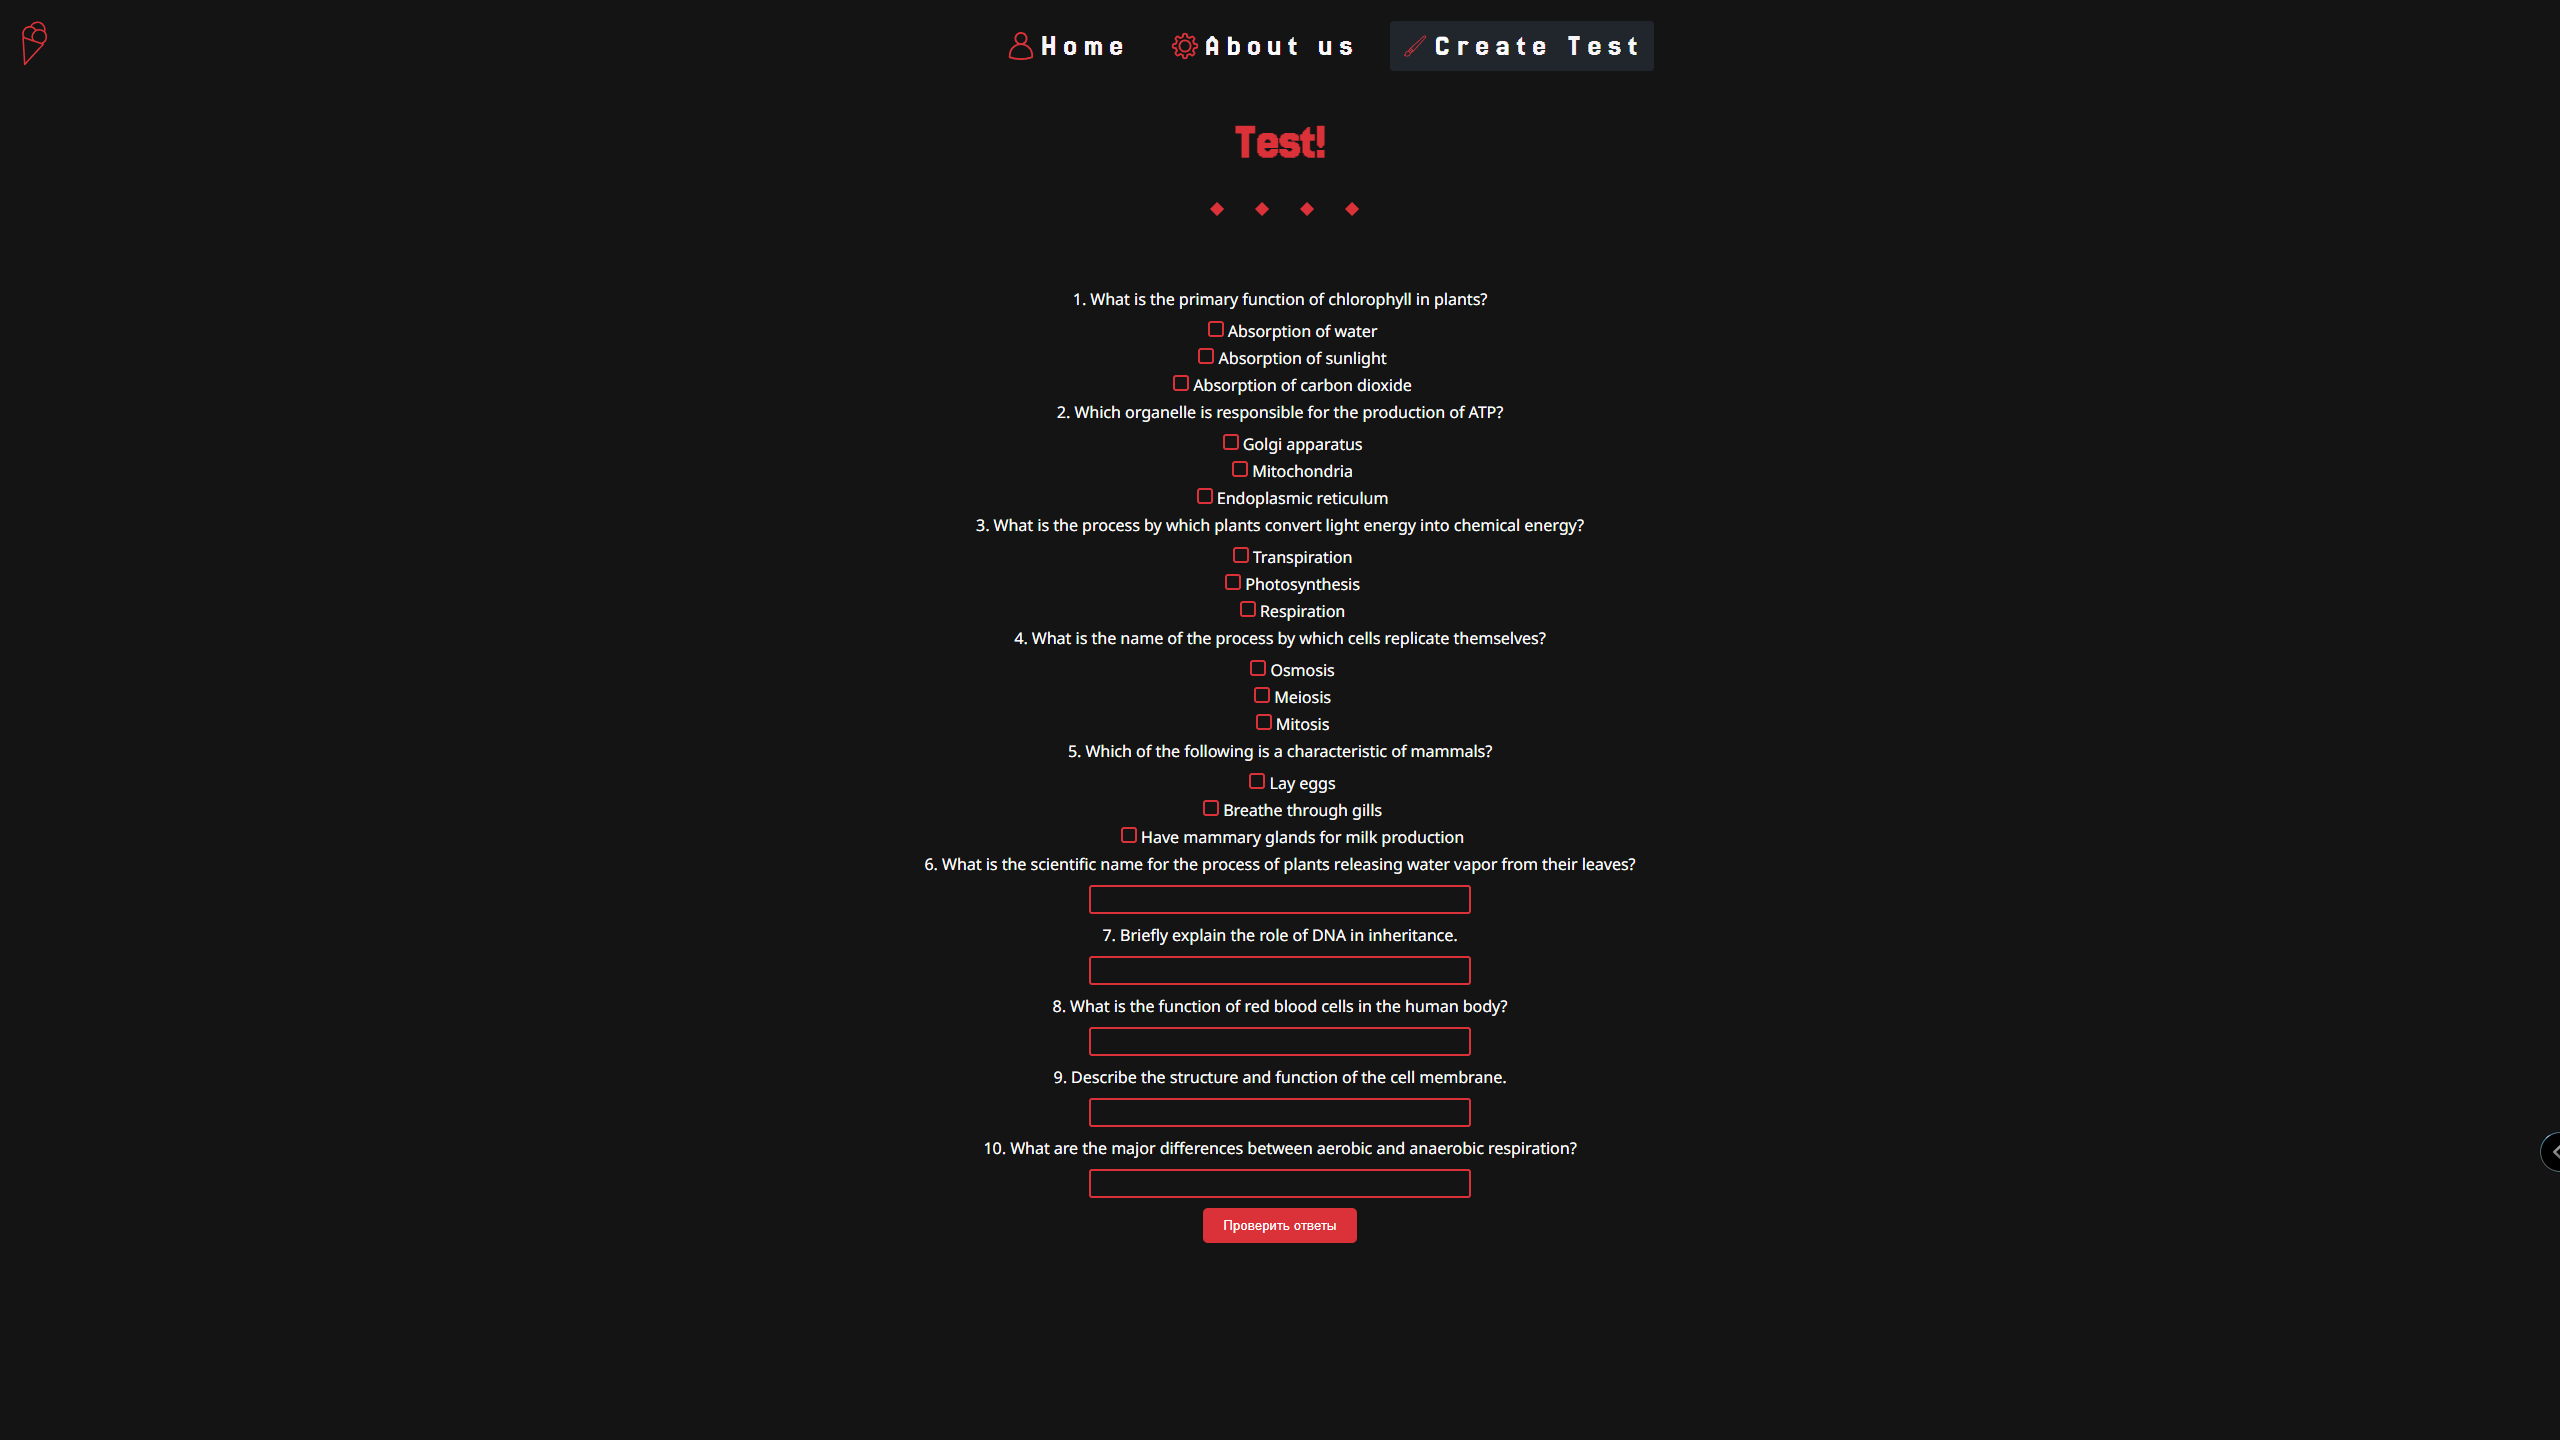 Home About us Create Test
Test!
1. What is the primary function of chlorophyll in plants?
Absorption of water
Absorption of sunlight
Absorption of carbon dioxide
2. Which organelle is responsible for the production of ATP?
Golgi apparatus
Mitochondria
Endoplasmic reticulum
3. What is the process by which plants convert light energy into chemical energy?
Transpiration
Photosynthesis
Respiration
4. What is the name of the process by which cells replicate themselves?
Osmosis
Meiosis
Mitosis
5. Which of the following is a characteristic of mammals?
Lay eggs
Breathe through gills
Have mammary glands for milk production
6. What is the scientific name for the process of plants releasing water vapor from their leaves?
7. Briefly explain the role of DNA in inheritance.
8. What is the function of red blood cells in the human body?
9. Describe the structure and function of the cell membrane.
10. What are the major differences between aerobic and anaerobic respiration?
Проверить ответы